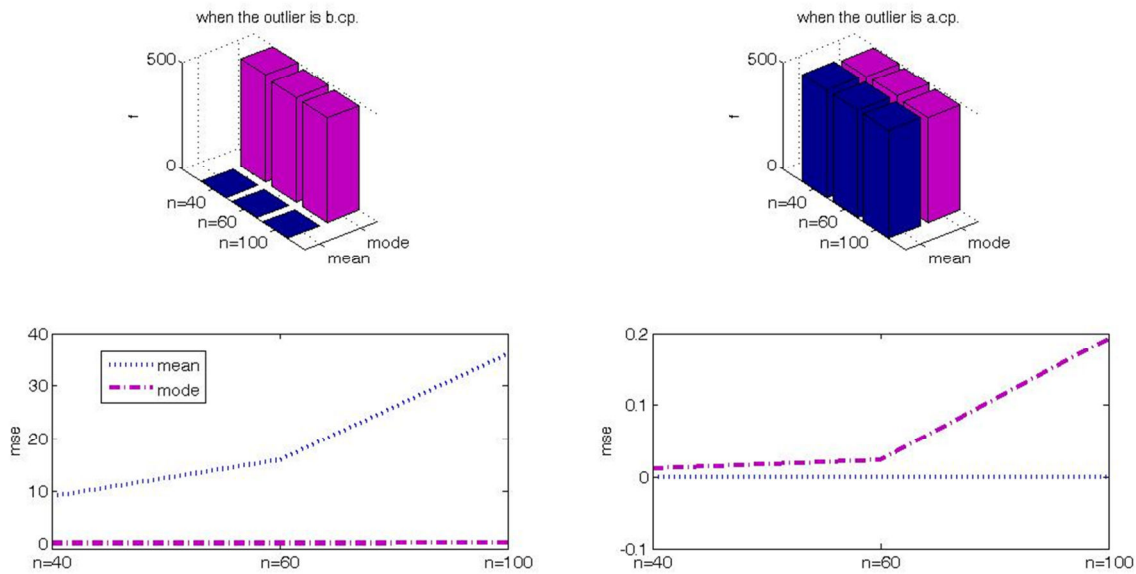 when the outlier is b.cp.
500
f
0
n=40
n=60
n=100
mean
mode
when the outlier is a.cp.
500
f
0
n=40
n=60
n=100
mean
mode
40
30
20
10
0
mse
mean
mode
n=40
n=60
n=100
0.2
0.1
0
-0.1
mse
n=40
n=60
n=100